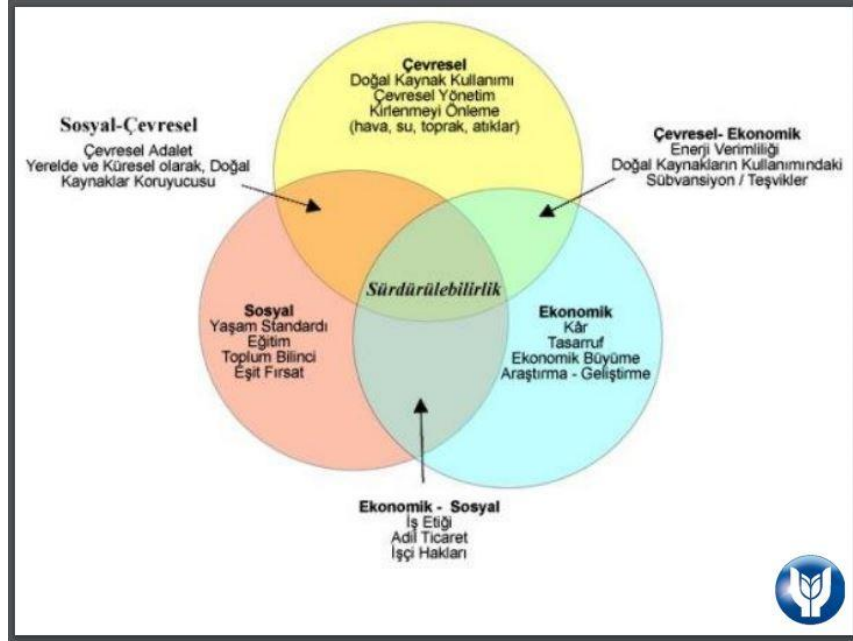 Çevresel
Doğal Kaynak Kullanımı
Çevresel Yönetim
Kirlenmeyi Önleme
(hava, su, toprak, atıklar)
Sosyal-Çevresel
Çevresel Adalet
Yerelde ve Küresel olarak, Doğal
Kaynaklar Koruyucusu
Çevresel- Ekonomik
Enerji Verimliliği
Doğal Kaynakların Kullanımındaki
Sübvansiyon / Teşvikler
Sürdürülebilirlik
Sosyal
Yaşam Standardı
Eğitim
Toplum Bilinci
Eşit Fırsat
Ekonomik
Kâr
Tasarruf
Ekonomik Büyüme
Araştırma - Geliştirme
Ekonomik - Sosyal
İş Etiği
Adil Ticaret
İşçi Hakları